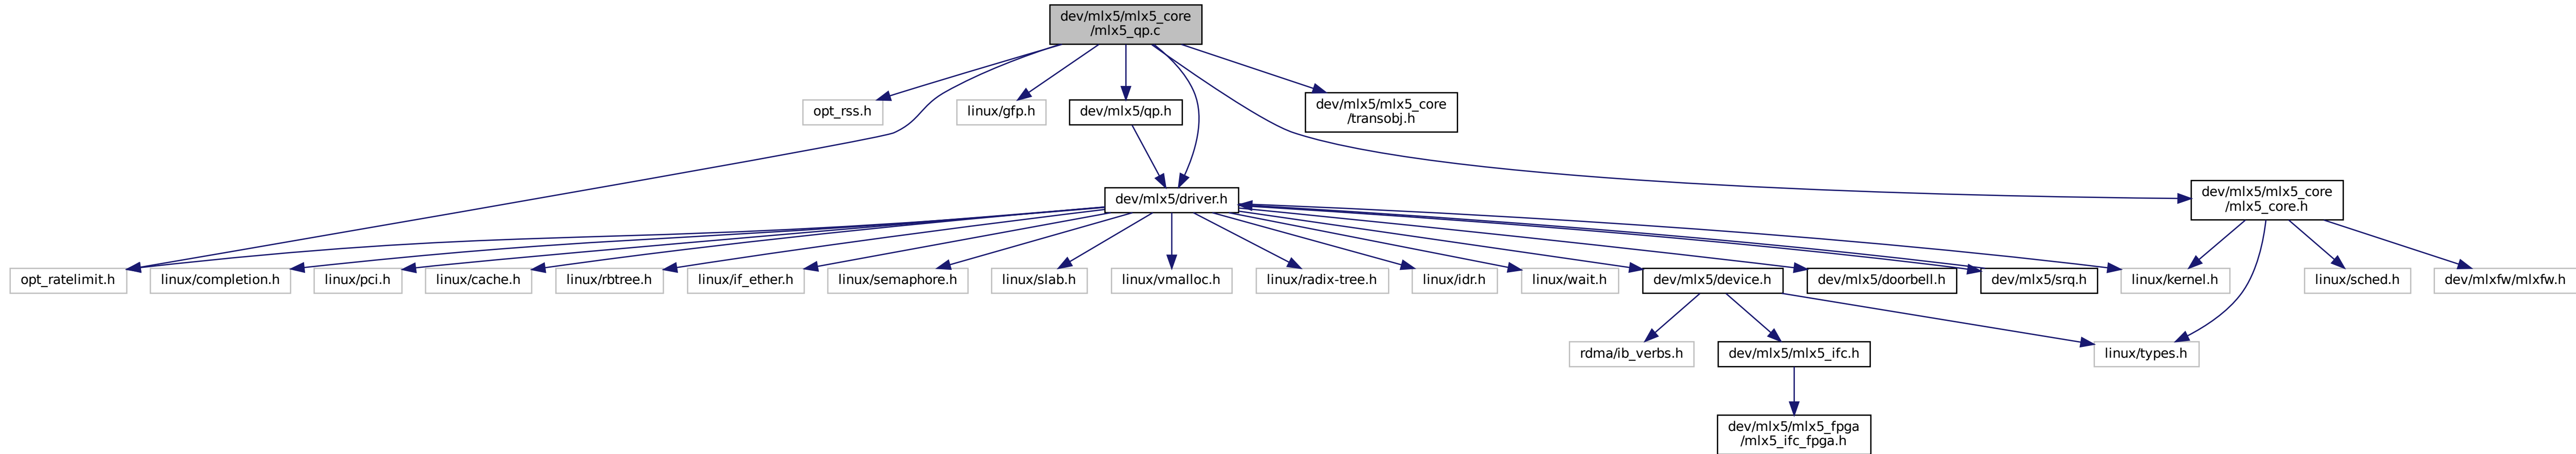 dev/mlx5/mlx5_core
/mlx5_qp.c
opt_rss.h
linux/gfp.h
dev/mlx5/qp.h
dev/mlx5/mlx5_core
/transobj.h
dev/mlx5/driver.h
dev/mlx5/mlx5_core
/mlx5_core.h
opt_ratelimit.h
linux/completion.h
linux/pci.h
linux/cache.h
linux/rbtree.h
linux/if_ether.h
linux/semaphore.h
linux/slab.h
linux/vmalloc.h
linux/radix-tree.h
linux/idr.h
linux/wait.h
dev/mlx5/device.h
dev/mlx5/doorbell.h
dev/mlx5/srq.h
linux/kernel.h
linux/sched.h
dev/mlxfw/mlxfw.h
rdma/ib_verbs.h
dev/mlx5/mlx5_ifc.h
linux/types.h
dev/mlx5/mlx5_fpga
/mlx5_ifc_fpga.h